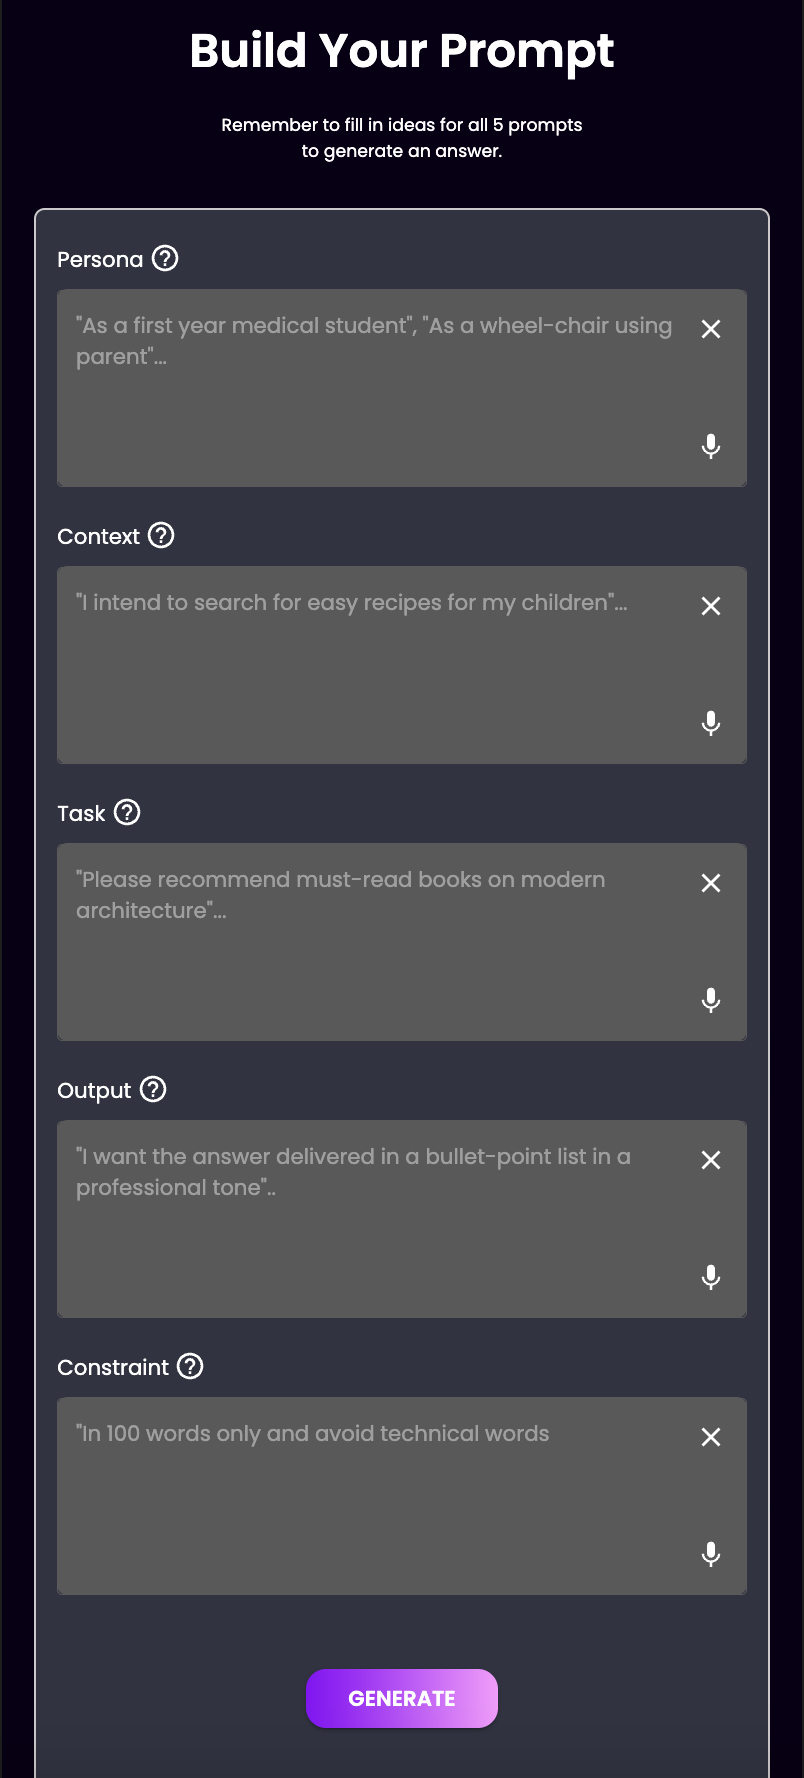 Build Your Prompt
Remember to fill in ideas for all 5 prompts
to generate an answer.
Persona
"As a first year medical student", "As a wheel-chair using
parent"...
Context
"I intend to search for easy recipes for my children"...
Task
"Please recommend must-read books on modern
architecture"...
Output
"I want the answer delivered in a bullet-point list in a
professional tone"..
Constraint
"In 100 words only and avoid technical words
GENERATE